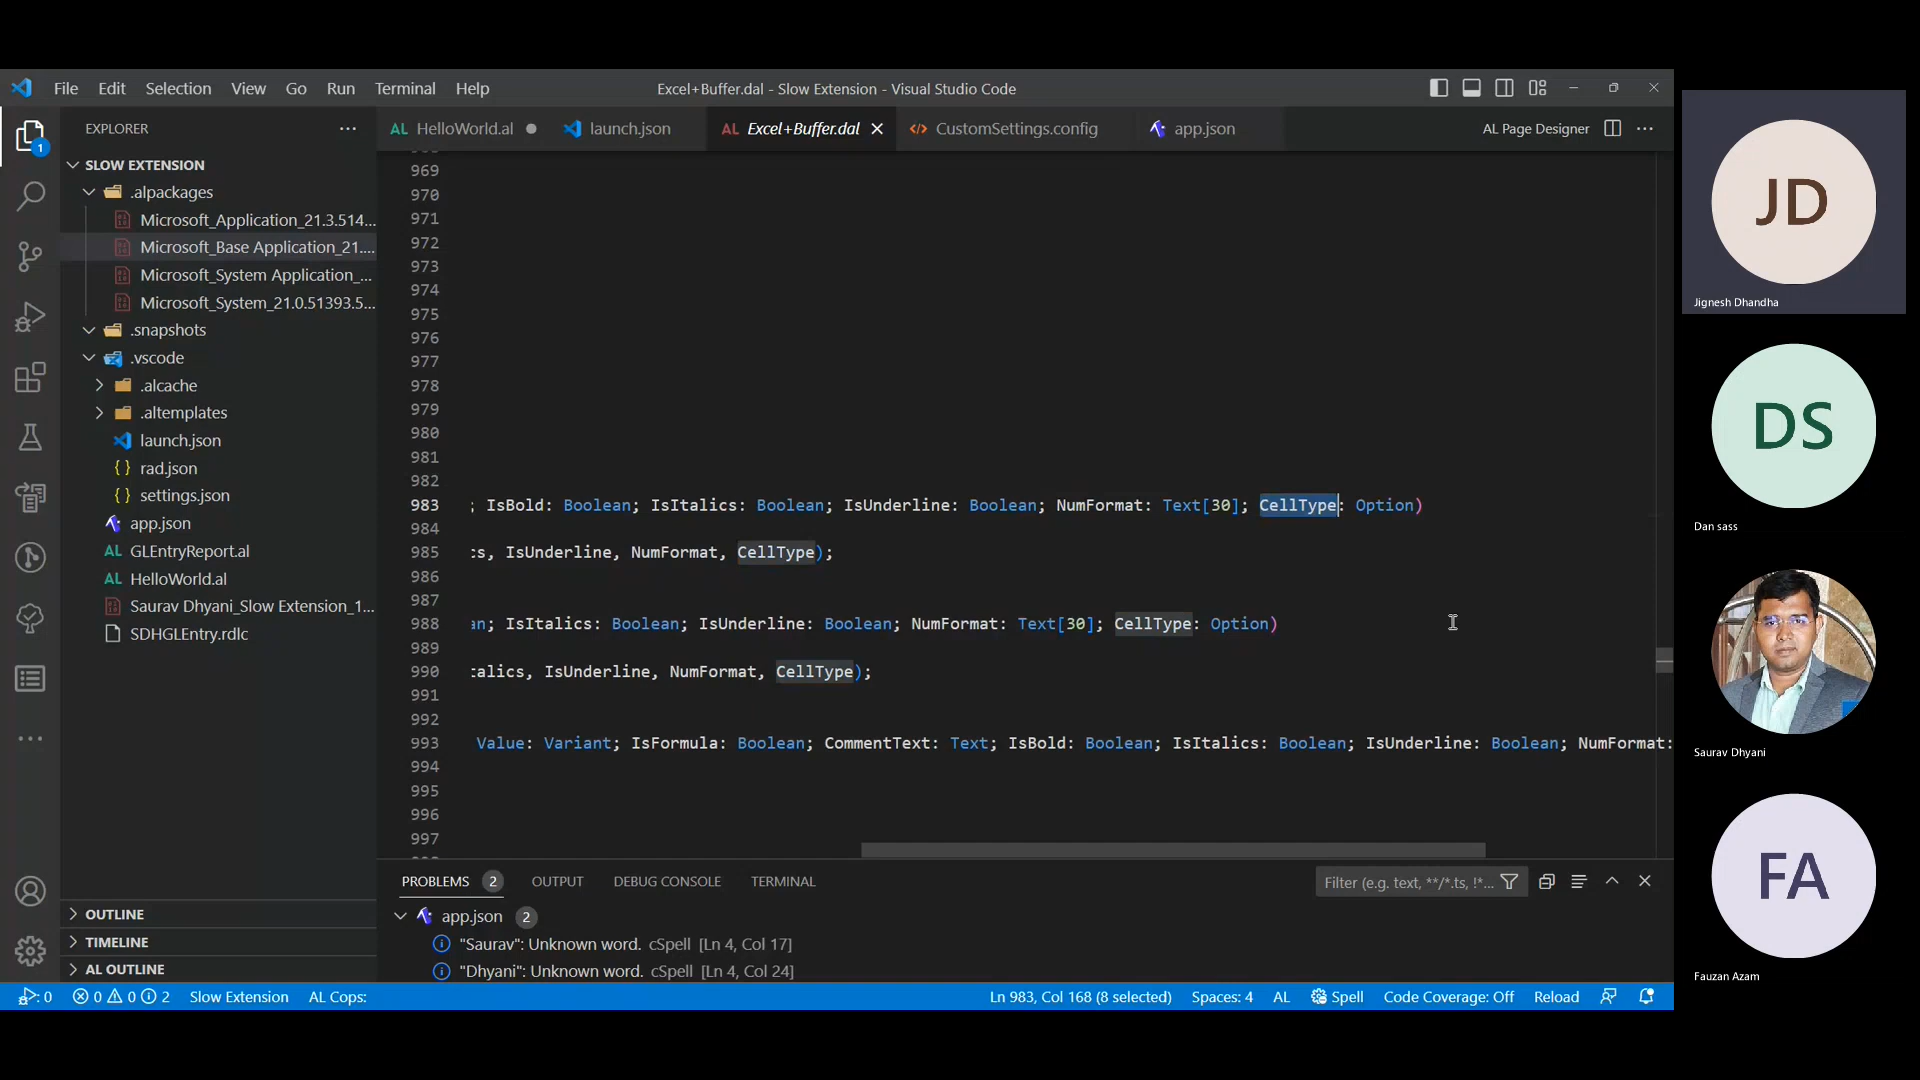 File Edit Selection View Go Run Terminal Help
Excel+Buffer.dal - Slow Extension - Visual Studio Code
EXPLORER
AL HelloWorld.al
launch.json
AL Excel+Buffer.dal
CustomSettings.config
app.json
AL Page Designer
SLOW EXTENSION
.alpackages
Microsoft_Application_21.3.514...
Microsoft_Base Application_21....
Microsoft_System Application_...
Microsoft_System_21.0.51393.5...
.snapshots
.vscode
.alcache
.altemplates
launch.json
{} rad.json
{} settings.json
app.json
AL GLEntryReport.al
AL HelloWorld.al
Saurav Dhyani_Slow Extension_1...
SDHGLEntry.rdlc
OUTLINE
TIMELINE
AL OUTLINE
1
969
970
971
972
973
974
975
976
977
978
979
980
981
982
983 ; IsBold: Boolean; IsItalics: Boolean; IsUnderline: Boolean; NumFormat: Text[30]; CellType: Option)
984
985 cs, IsUnderline, NumFormat, CellType);
986
987
988 an; IsItalics: Boolean; IsUnderline: Boolean; NumFormat: Text[30]; CellType: Option)
989
990 alics, IsUnderline, NumFormat, CellType);
991
992
993 Value: Variant; IsFormula: Boolean; CommentText: Text; IsBold: Boolean; IsItalics: Boolean; IsUnderline: Boolean; NumFormat:
994
995
996
997
PROBLEMS 2 OUTPUT DEBUG CONSOLE TERMINAL
Filter (e.g. text, **/*.ts, !*...
app.json 2
"Saurav": Unknown word. cSpell [Ln 4, Col 17]
"Dhyani": Unknown word. cSpell [Ln 4, Col 24]
: 0 0 0 2 Slow Extension AL Cops:
Ln 983, Col 168 (8 selected) Spaces: 4 AL Spell Code Coverage: Off Reload
JD
Jignesh Dhandha
DS
Dan sass
Saurav Dhyani
FA
Fauzan Azam